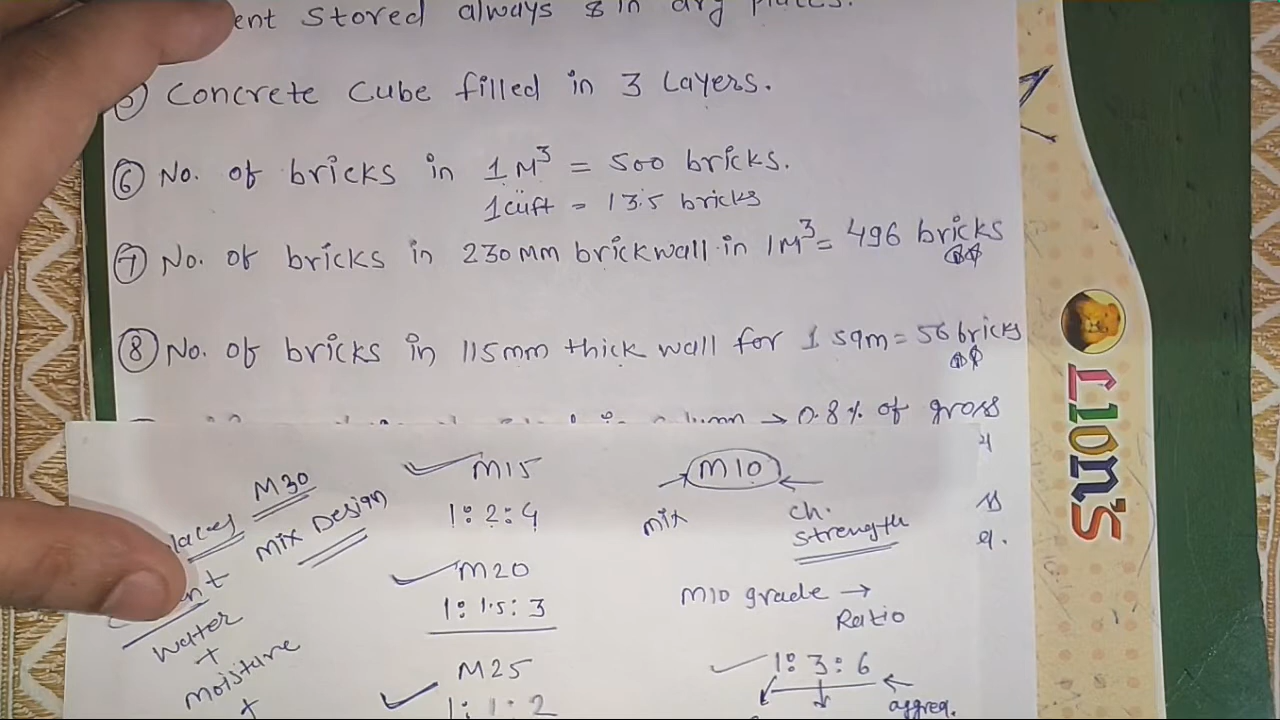 ent stored always & in dry places.
5) Concrete Cube filled in 3 Layers.
6 No. of bricks in 1M³ = 500 bricks.
1 cuft = 13.5 bricks
7 No. of bricks in 230mm brickwall in 1M³ = 496 bricks
8 No. of bricks in 115mm thick wall for 1 sqm = 56 bricks
→ 0.8% of gross
M30
Mix Design
water
+
Moisture
+
M15
1:2:4
M20
1:1.5:3
M25
1:1:2
M10
mix
ch.
strength
M10 grade →
Ratio
1:3:6
aggreg.
LION'S